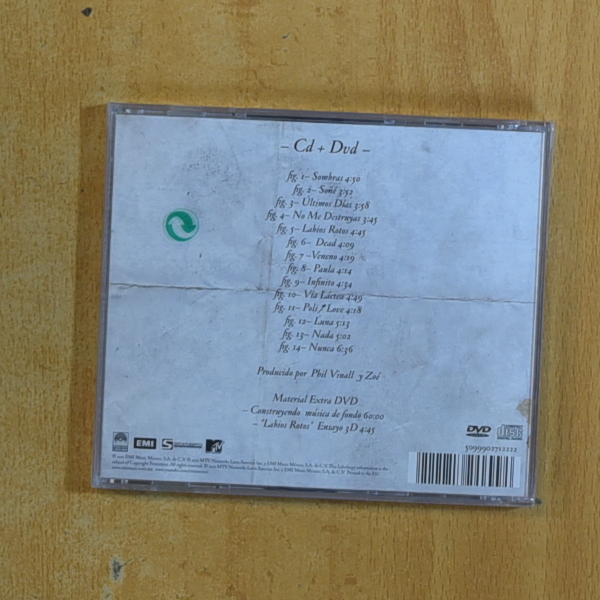 – Cd + Dvd –
fig. 1– Sombras 4:50
fig. 2– Soñé 3:52
fig. 3– Últimos Días 3:58
fig. 4– No Me Destruyas 3:45
fig. 5– Labios Rotos 4:45
fig. 6– Dead 4:09
fig. 7 –Veneno 4:19
fig. 8– Paula 4:14
fig. 9– Infinito 4:34
fig. 10– Vía Láctea 4:49
fig. 11– Poli / Love 4:18
fig. 12– Luna 5:13
fig. 13– Nada 5:02
fig. 14– Nunca 6:36
Producido por Phil Vinall y Zoé
Material Extra DVD
– Construyendo música de fondo 60:00
– "Labios Rotos" Ensayo 3D 4:45
EMI
MTV
DVD
5099902712222